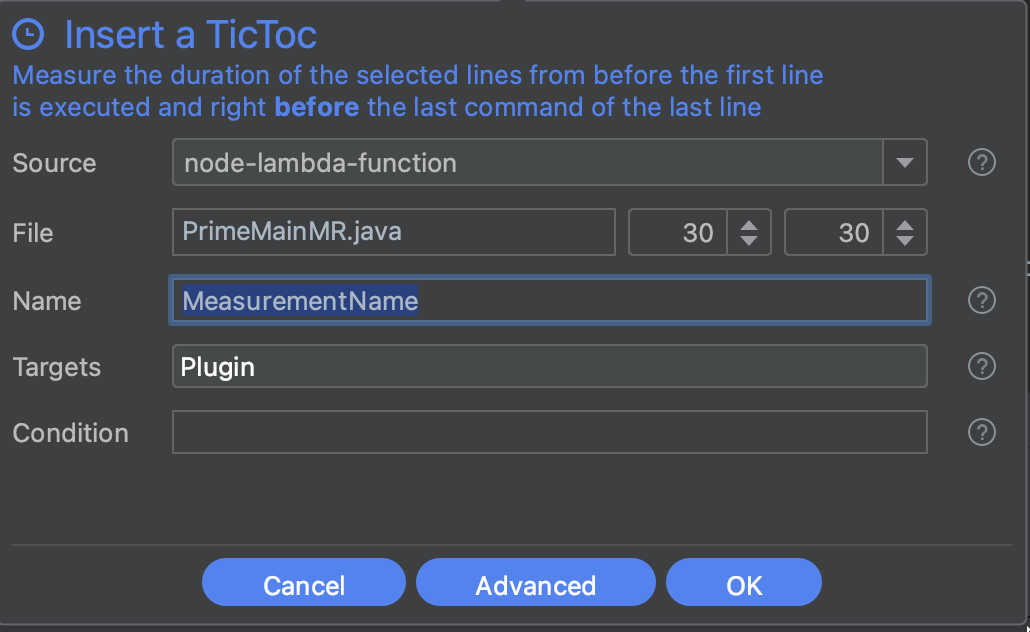 Insert a TicToc
Measure the duration of the selected lines from before the first line
is executed and right before the last command of the last line
Source node-lambda-function ?
File PrimeMainMR.java 30 30
Name MeasurementName ?
Targets Plugin ?
Condition ?
Cancel Advanced OK